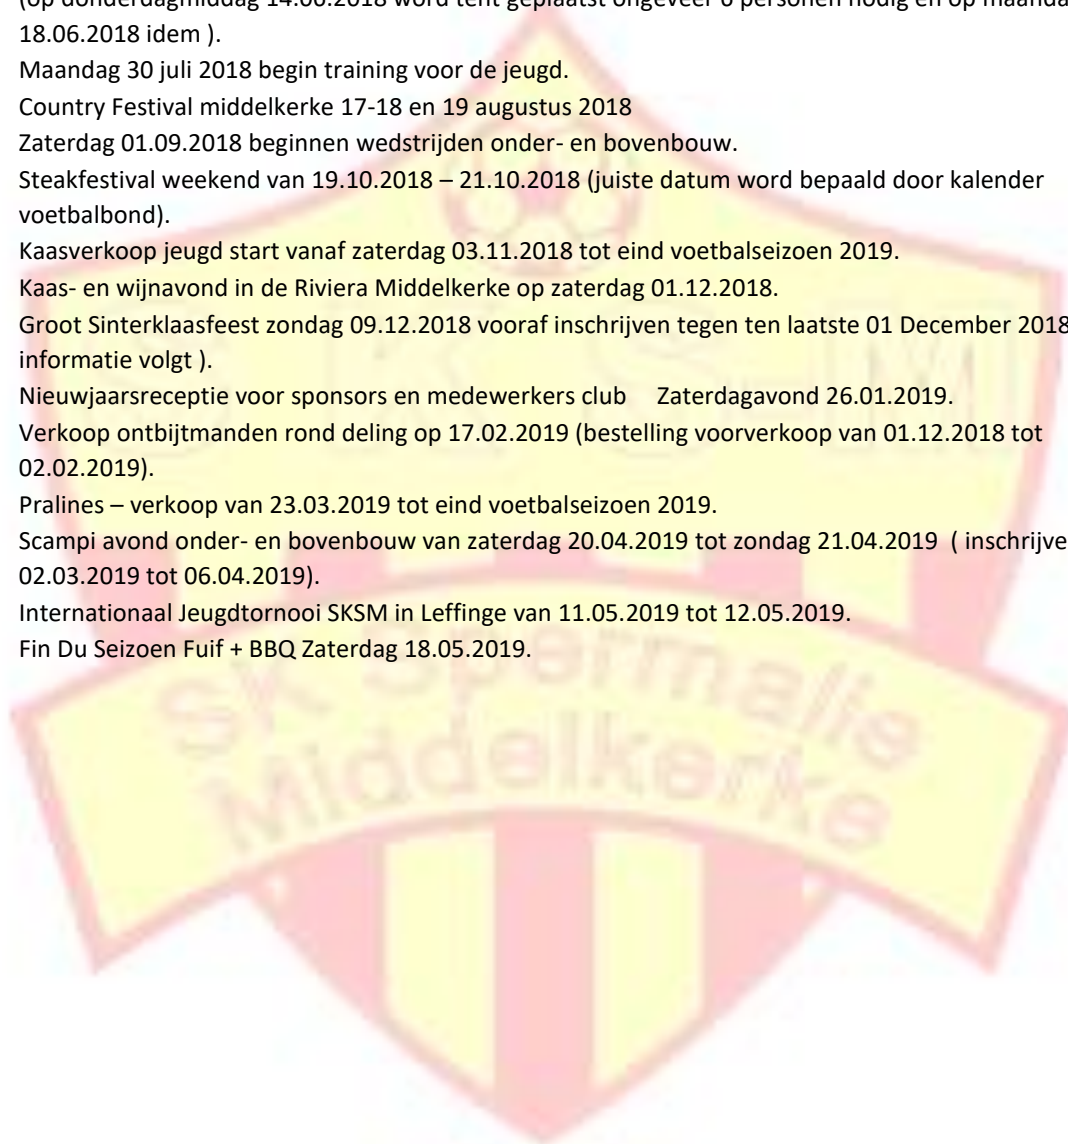 (op donderdagmiddag 14.06.2018 word tent geplaatst ongeveer 6 personen nodig en op maanda
18.06.2018 idem ).
Maandag 30 juli 2018 begin training voor de jeugd.
Country Festival middelkerke 17-18 en 19 augustus 2018
Zaterdag 01.09.2018 beginnen wedstrijden onder- en bovenbouw.
Steakfestival weekend van 19.10.2018 – 21.10.2018 (juiste datum word bepaald door kalender
voetbalbond).
Kaasverkoop jeugd start vanaf zaterdag 03.11.2018 tot eind voetbalseizoen 2019.
Kaas- en wijnavond in de Riviera Middelkerke op zaterdag 01.12.2018.
Groot Sinterklaasfeest zondag 09.12.2018 vooraf inschrijven tegen ten laatste 01 December 2018
informatie volgt ).
Nieuwjaarsreceptie voor sponsors en medewerkers club Zaterdagavond 26.01.2019.
Verkoop ontbijtmanden rond deling op 17.02.2019 (bestelling voorverkoop van 01.12.2018 tot
02.02.2019).
Pralines – verkoop van 23.03.2019 tot eind voetbalseizoen 2019.
Scampi avond onder- en bovenbouw van zaterdag 20.04.2019 tot zondag 21.04.2019 ( inschrijve
02.03.2019 tot 06.04.2019).
Internationaal Jeugdtornooi SKSM in Leffinge van 11.05.2019 tot 12.05.2019.
Fin Du Seizoen Fuif + BBQ Zaterdag 18.05.2019.
S K S M
SK Spermalie
Middelkerke